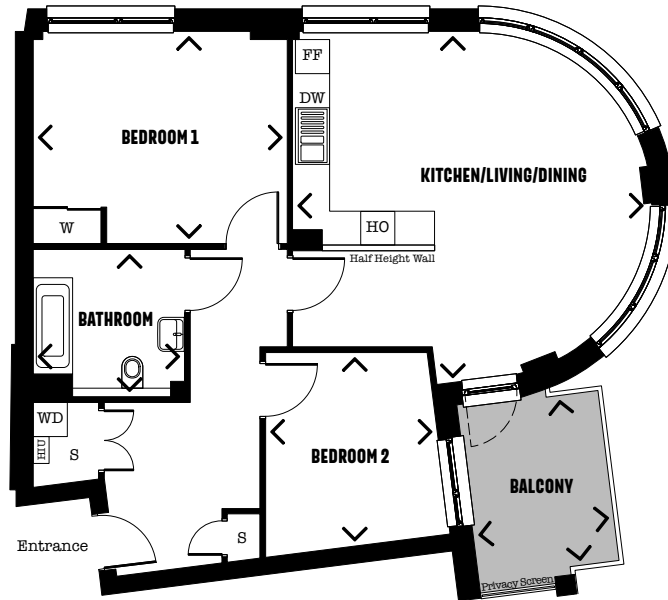 FF
DW
BEDROOM 1
KITCHEN/LIVING/DINING
W
HO
Half Height Wall
BATHROOM
WD
HIU
S
BEDROOM 2
BALCONY
S
Entrance
Privacy Screen